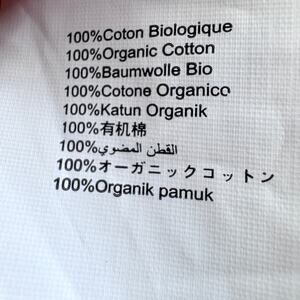 100%Coton Biologique
100%Organic Cotton
100%Baumwolle Bio
100%Cotone Organico
100%Katun Organik
100%有机棉
100%القطن المضوي
100%オーガニックコットン
100%Organik pamuk